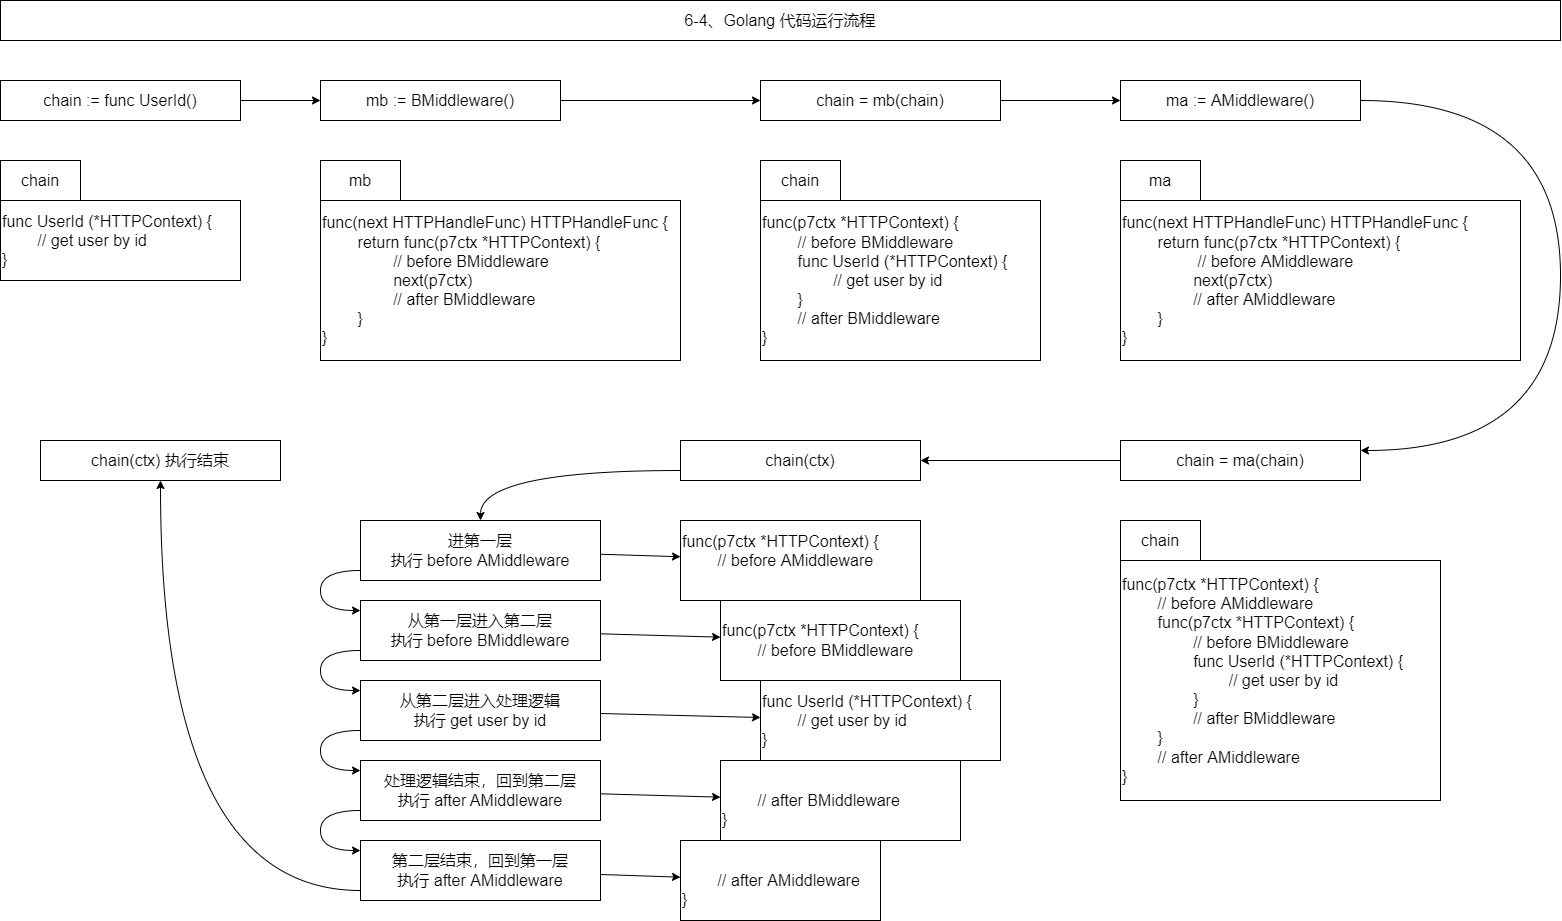 6-4、Golang 代码运行流程
chain := func UserId()
mb := BMiddleware()
chain = mb(chain)
ma := AMiddleware()
chain
func UserId (*HTTPContext) {
// get user by id
}
mb
func(next HTTPHandleFunc) HTTPHandleFunc {
return func(p7ctx *HTTPContext) {
// before BMiddleware
next(p7ctx)
// after BMiddleware
}
}
chain
func(p7ctx *HTTPContext) {
// before BMiddleware
func UserId (*HTTPContext) {
// get user by id
}
// after BMiddleware
}
ma
func(next HTTPHandleFunc) HTTPHandleFunc {
return func(p7ctx *HTTPContext) {
// before AMiddleware
next(p7ctx)
// after AMiddleware
}
}
chain(ctx) 执行结束
chain(ctx)
chain = ma(chain)
进第一层
执行 before AMiddleware
func(p7ctx *HTTPContext) {
// before AMiddleware
从第一层进入第二层
执行 before BMiddleware
func(p7ctx *HTTPContext) {
// before BMiddleware
从第二层进入处理逻辑
执行 get user by id
func UserId (*HTTPContext) {
// get user by id
}
处理逻辑结束，回到第二层
执行 after AMiddleware
// after BMiddleware
}
第二层结束，回到第一层
执行 after AMiddleware
// after AMiddleware
}
chain
func(p7ctx *HTTPContext) {
// before AMiddleware
func(p7ctx *HTTPContext) {
// before BMiddleware
func UserId (*HTTPContext) {
// get user by id
}
// after BMiddleware
}
// after AMiddleware
}